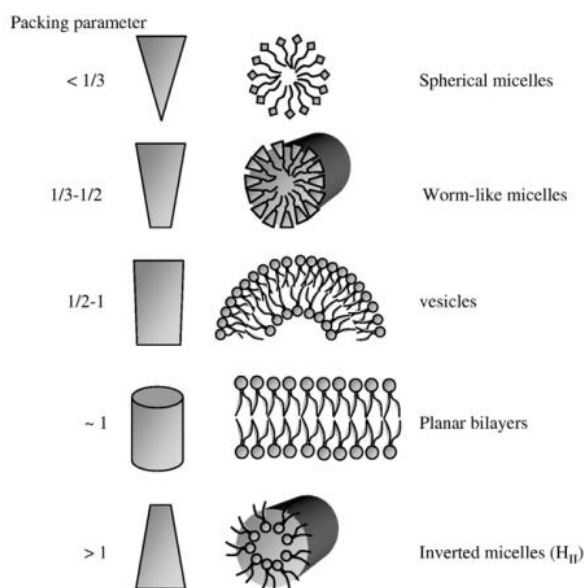 Packing parameter
< 1/3 Spherical micelles
1/3-1/2 Worm-like micelles
1/2-1 vesicles
~ 1 Planar bilayers
> 1 Inverted micelles (H_II)